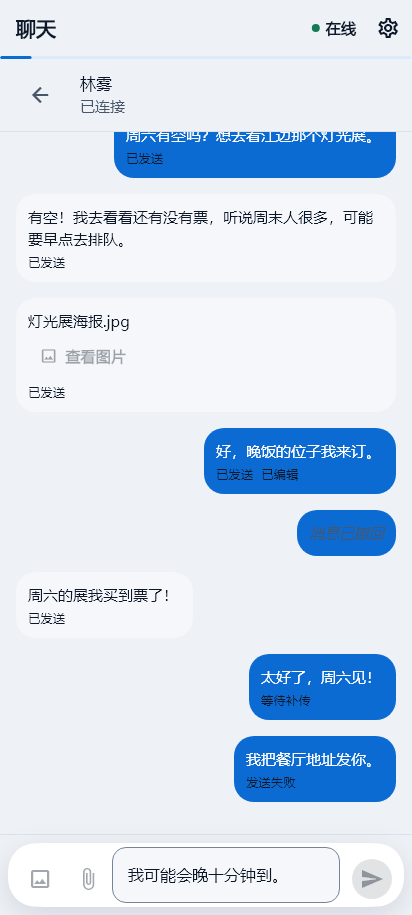 聊天
在线
林雾
已连接
周六有空吗？想去看江边那个灯光展。
已发送
有空！我去看看还有没有票，听说周末人很多，可能
要早点去排队。
已发送
灯光展海报.jpg
查看图片
已发送
好，晚饭的位子我来订。
已发送 已编辑
周六的展我买到票了！
已发送
太好了，周六见！
等待补传
我把餐厅地址发你。
发送失败
我可能会晚十分钟到。